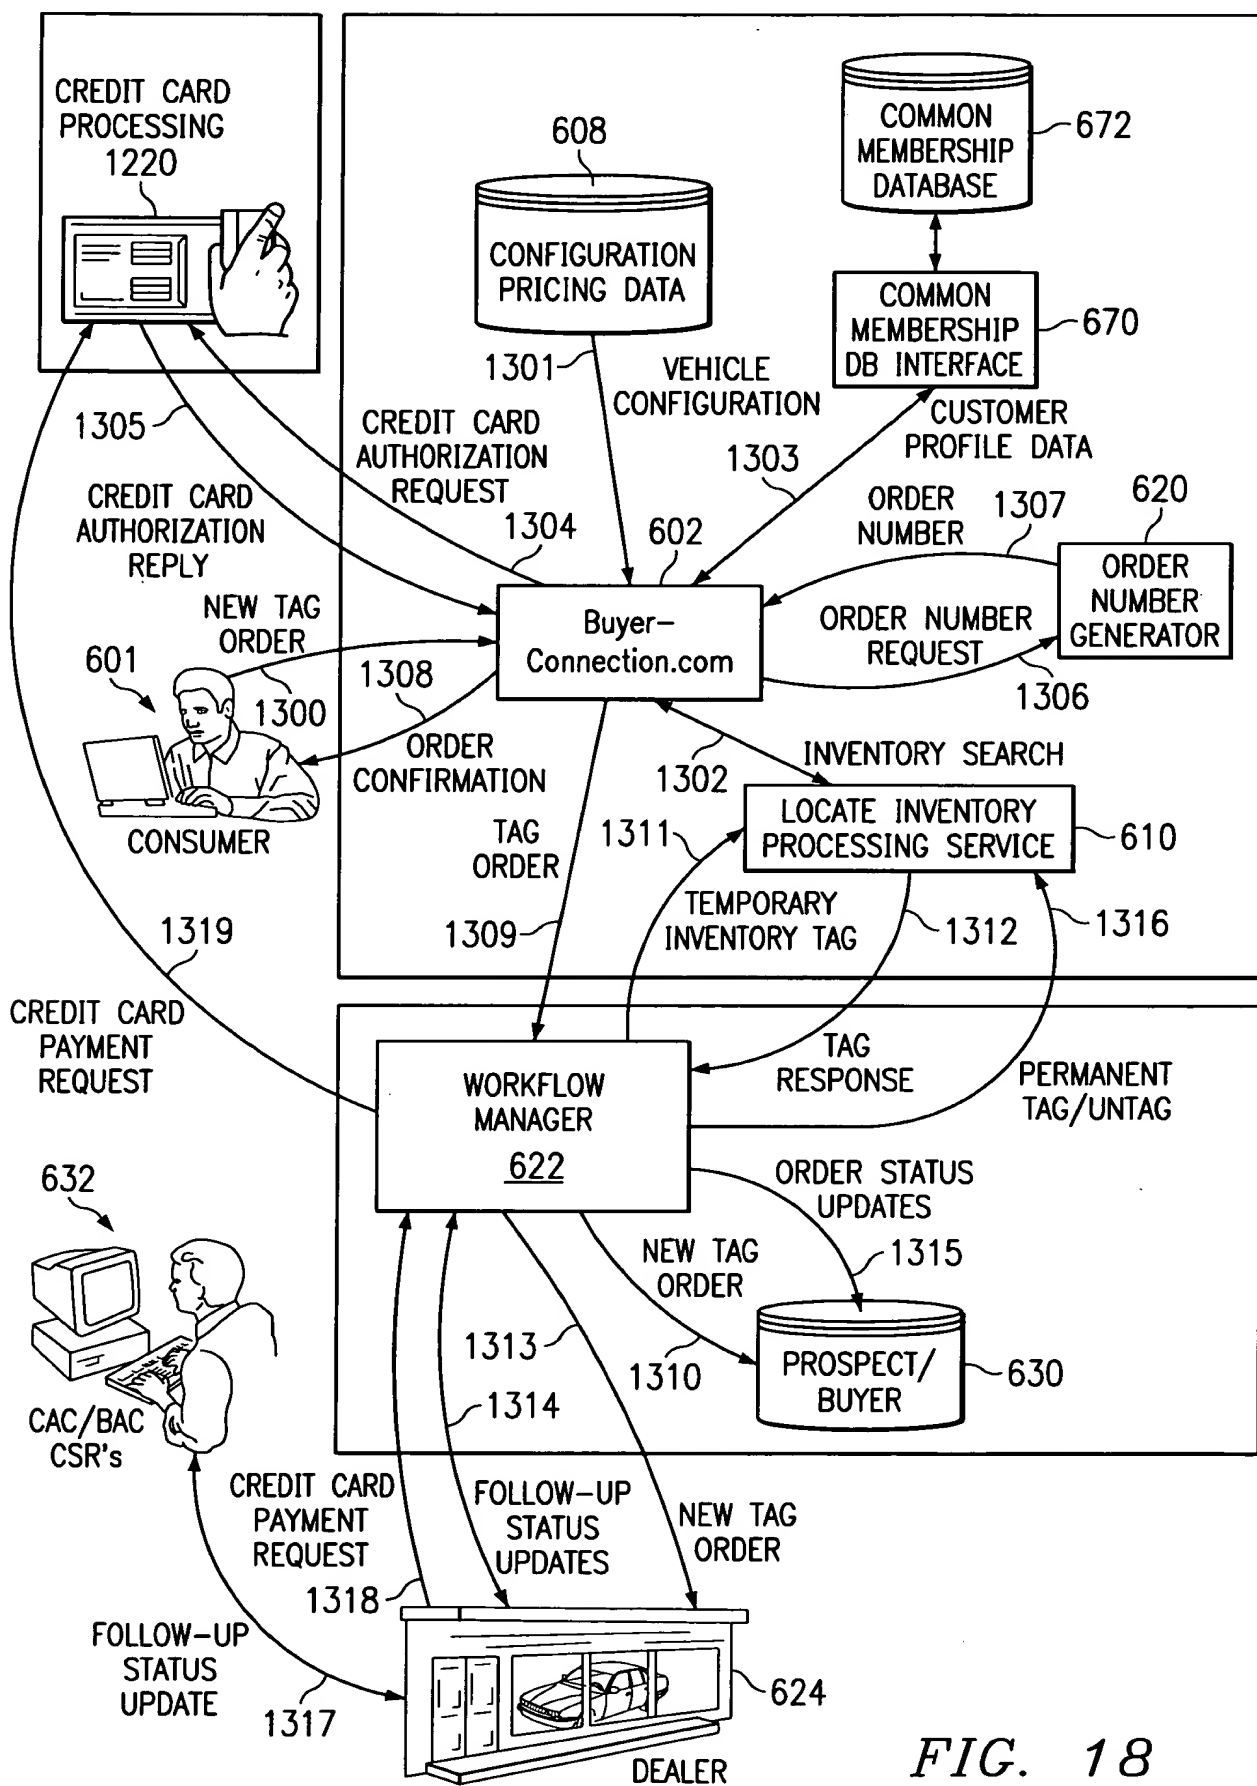 CREDIT CARD
PROCESSING
1220
608
CONFIGURATION
PRICING DATA
COMMON
MEMBERSHIP
DATABASE
672
COMMON
MEMBERSHIP
DB INTERFACE
670
1301
VEHICLE
CONFIGURATION
1305
CREDIT CARD
AUTHORIZATION
REQUEST
1303
CUSTOMER
PROFILE DATA
CREDIT CARD
AUTHORIZATION
REPLY
1304
602
ORDER
NUMBER
1307
620
ORDER
NUMBER
GENERATOR
NEW TAG
ORDER
Buyer-
Connection.com
ORDER NUMBER
REQUEST
1306
601
1300
1308
ORDER
CONFIRMATION
CONSUMER
1302
INVENTORY SEARCH
LOCATE INVENTORY
PROCESSING SERVICE
610
TAG
ORDER
1311
1309
TEMPORARY
INVENTORY TAG
1312
1316
1319
CREDIT CARD
PAYMENT
REQUEST
WORKFLOW
MANAGER
622
TAG
RESPONSE
PERMANENT
TAG/UNTAG
ORDER STATUS
UPDATES
632
NEW TAG
ORDER
1315
1313
1310
PROSPECT/
BUYER
630
1314
CAC/BAC
CSR's
CREDIT CARD
PAYMENT
REQUEST
1318
FOLLOW-UP
STATUS
UPDATES
NEW TAG
ORDER
FOLLOW-UP
STATUS
UPDATE
1317
624
DEALER
FIG. 18